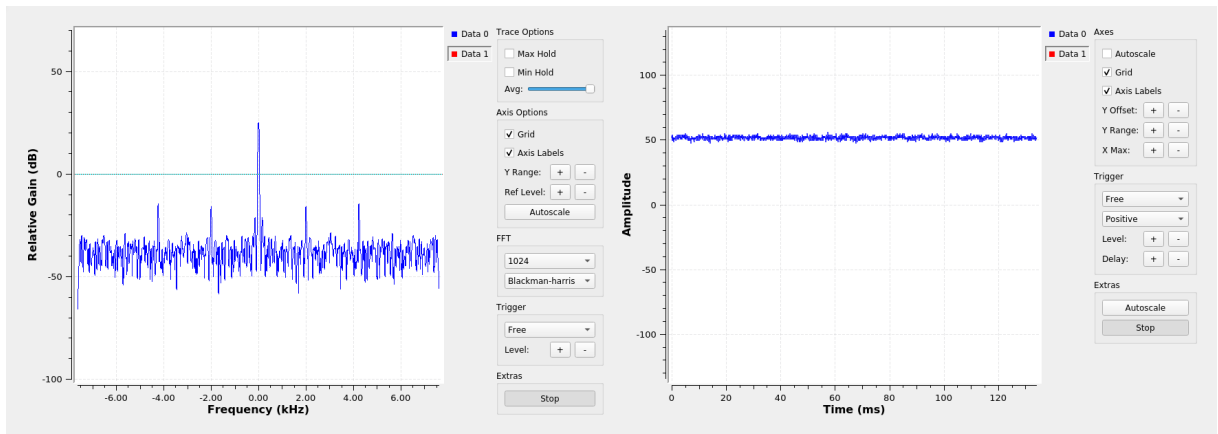 Relative Gain (dB)
50
0
-50
-100
-6.00 -4.00 -2.00 0.00 2.00 4.00 6.00
Frequency (kHz)
Data 0
Data 1
Trace Options
Max Hold
Min Hold
Avg:
Axis Options
Grid
Axis Labels
Y Range: + -
Ref Level: + -
Autoscale
FFT
1024
Blackman-harris
Trigger
Free
Level: + -
Extras
Stop
Amplitude
100
50
0
-50
-100
0 20 40 60 80 100 120
Time (ms)
Data 0
Data 1
Axes
Autoscale
Grid
Axis Labels
Y Offset: + -
Y Range: + -
X Max: + -
Trigger
Free
Positive
Level: + -
Delay: + -
Extras
Autoscale
Stop